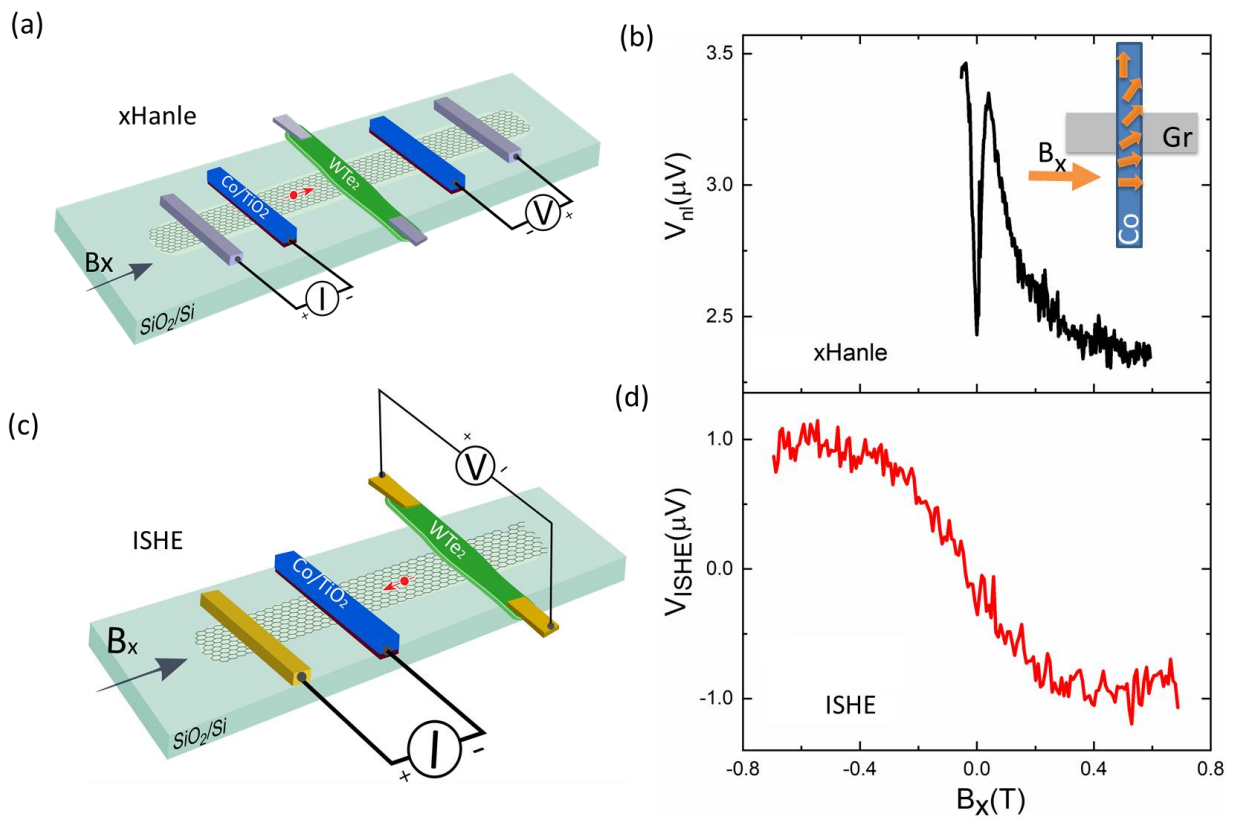 (a)
xHanle
Co/TiO2
WTe₂
V
+
-
I
+
-
Bx
SiO₂/Si
(b)
3.5
3.0
2.5
Vnl(μV)
Bₓ
Gr
Co
xHanle
(c)
ISHE
Co/TiO₂
WTe₂
V
+
-
I
+
-
Bₓ
SiO₂/Si
(d)
1.0
0.0
-1.0
V_ISHE(μV)
ISHE
-0.8 -0.4 0.0 0.4 0.8
Bₓ(T)